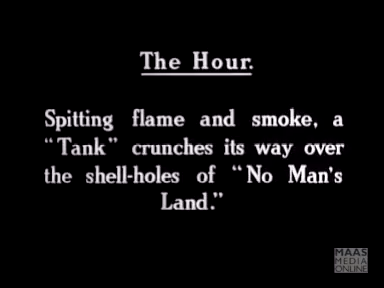 The Hour.
Spitting flame and smoke, a
"Tank" crunches its way over
the shell-holes of "No Man's
Land."
MAAS
MEDIA
ONLINE